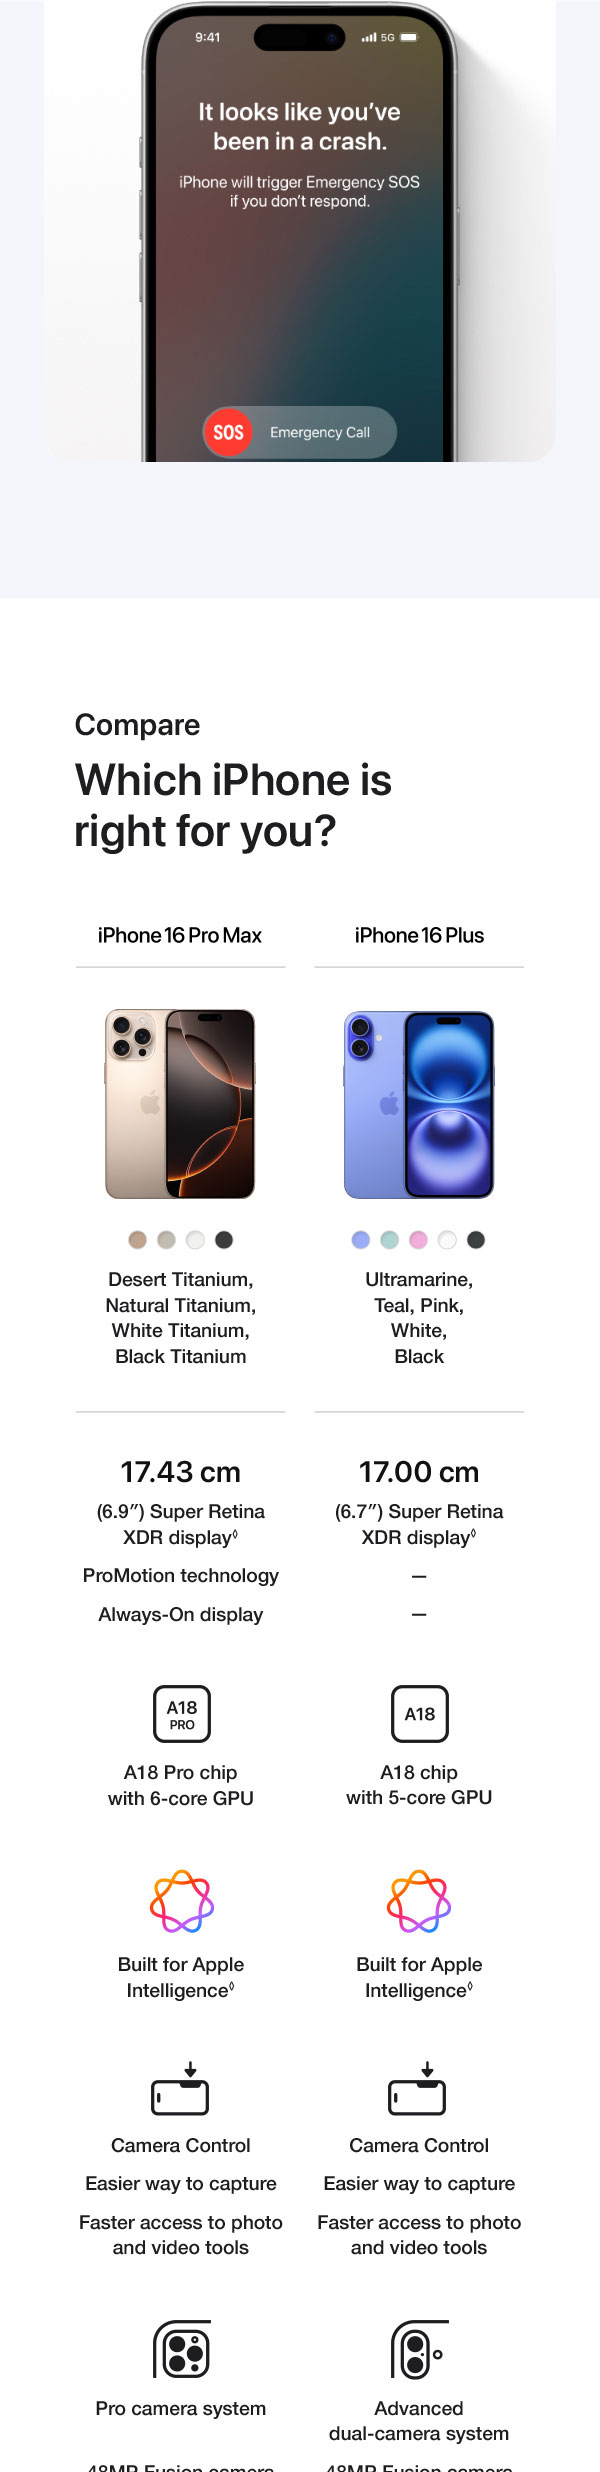 9:41
5G
It looks like you've
been in a crash.
iPhone will trigger Emergency SOS
if you don't respond.
SOS Emergency Call
Compare
Which iPhone is
right for you?
iPhone 16 Pro Max
iPhone 16 Plus
Desert Titanium,
Natural Titanium,
White Titanium,
Black Titanium
Ultramarine,
Teal, Pink,
White,
Black
17.43 cm
(6.9″) Super Retina
XDR display◊
ProMotion technology
Always-On display
17.00 cm
(6.7″) Super Retina
XDR display◊
–
–
A18
PRO
A18 Pro chip
with 6-core GPU
A18
A18 chip
with 5-core GPU
Built for Apple
Intelligence◊
Built for Apple
Intelligence◊
Camera Control
Easier way to capture
Faster access to photo
and video tools
Camera Control
Easier way to capture
Faster access to photo
and video tools
Pro camera system
48MP Fusion camera
Advanced
dual-camera system
48MP Fusion camera